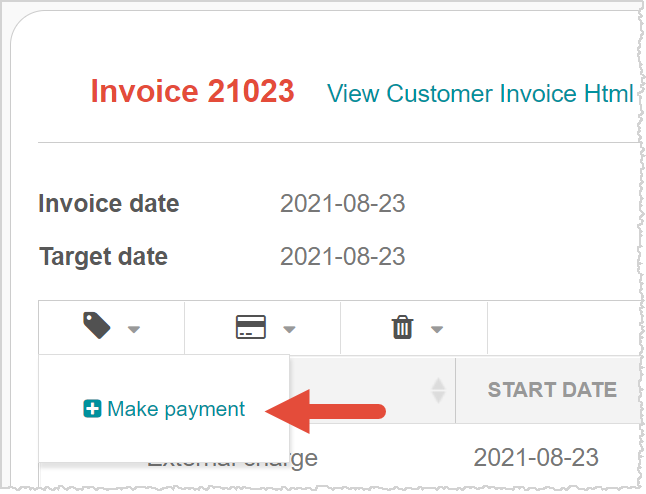 Invoice 21023 View Customer Invoice Html
Invoice date 2021-08-23
Target date 2021-08-23
Make payment
START DATE
External charge 2021-08-23